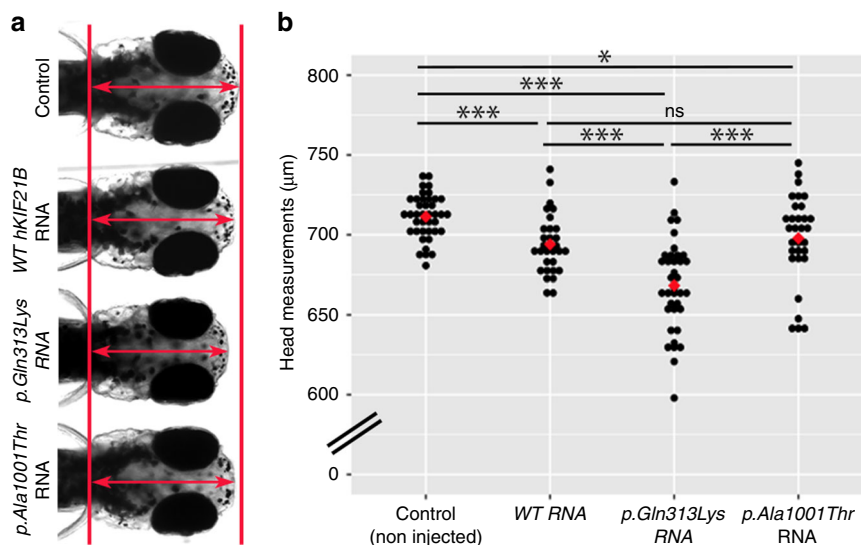 a
Control
WT hKIF21B
RNA
p.Gln313Lys
RNA
p.Ala1001Thr
RNA
b
*
***
ns
***
***
***
Head measurements (μm)
800
750
700
650
600
0
Control
(non injected)
WT RNA
p.Gln313Lys
RNA
p.Ala1001Thr
RNA